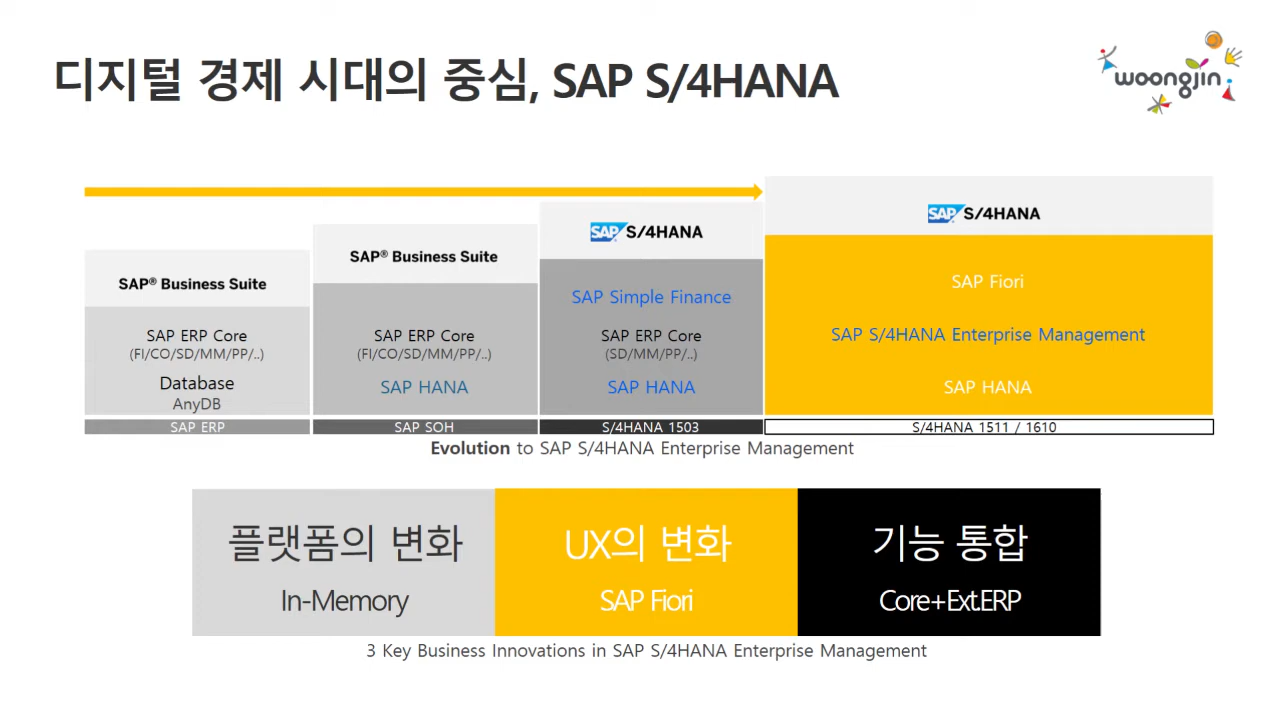 디지털 경제 시대의 중심, SAP S/4HANA
woongjin
SAP® Business Suite
SAP ERP Core
(FI/CO/SD/MM/PP/..)
Database
AnyDB
SAP ERP
SAP® Business Suite
SAP ERP Core
(FI/CO/SD/MM/PP/..)
SAP HANA
SAP SOH
SAP S/4HANA
SAP Simple Finance
SAP ERP Core
(SD/MM/PP/..)
SAP HANA
S/4HANA 1503
SAP S/4HANA
SAP Fiori
SAP S/4HANA Enterprise Management
SAP HANA
S/4HANA 1511 / 1610
Evolution to SAP S/4HANA Enterprise Management
플랫폼의 변화
In-Memory
UX의 변화
SAP Fiori
기능 통합
Core+Ext.ERP
3 Key Business Innovations in SAP S/4HANA Enterprise Management